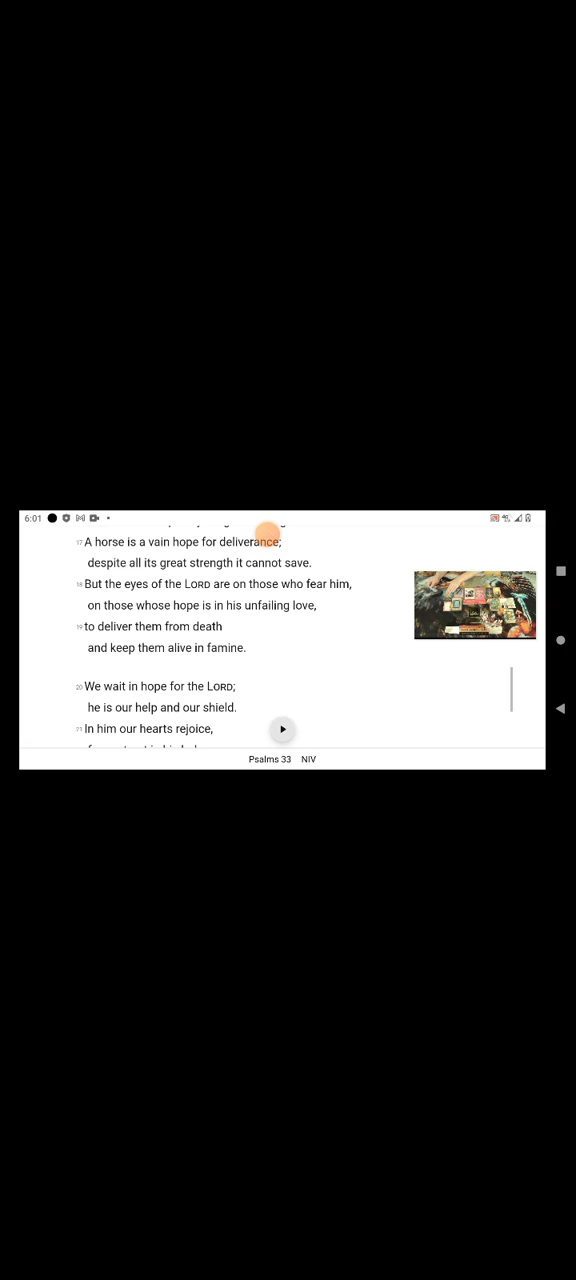 6:01
17 A horse is a vain hope for deliverance;
despite all its great strength it cannot save.
18 But the eyes of the LORD are on those who fear him,
on those whose hope is in his unfailing love,
19 to deliver them from death
and keep them alive in famine.
20 We wait in hope for the LORD;
he is our help and our shield.
21 In him our hearts rejoice,
Psalms 33 NIV